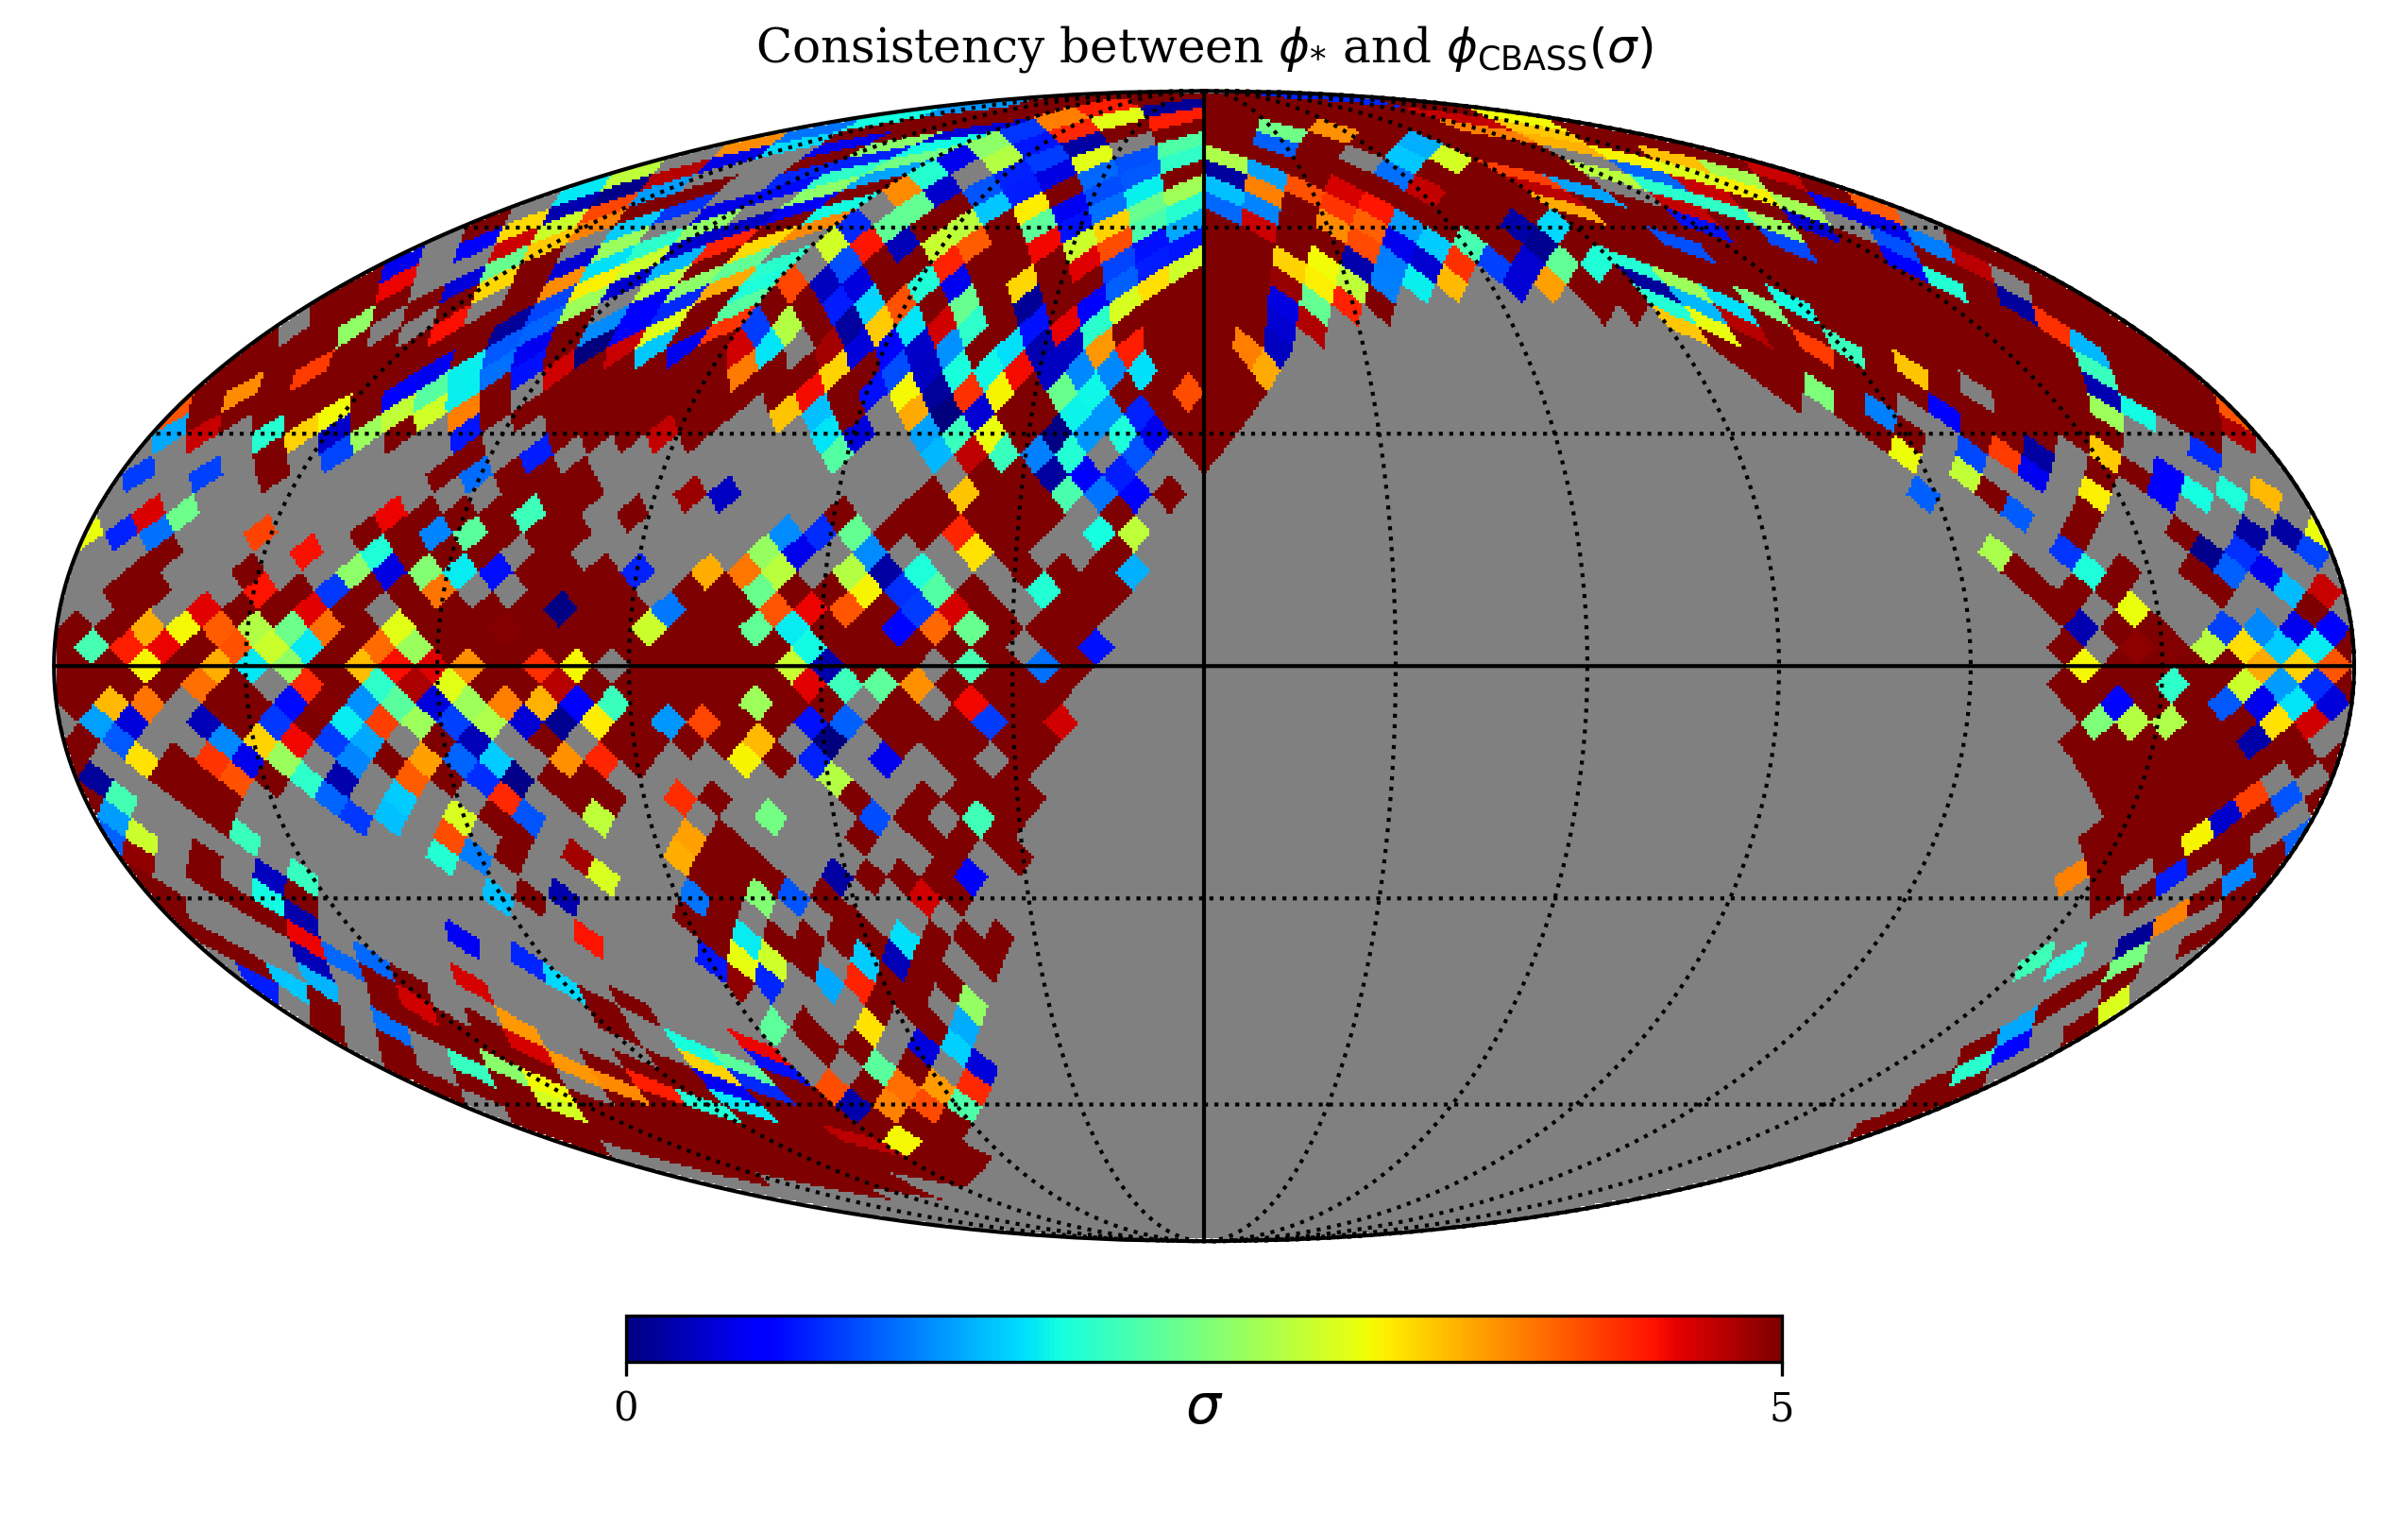 Consistency between ϕ* and ϕCBASS(σ)
0 σ 5